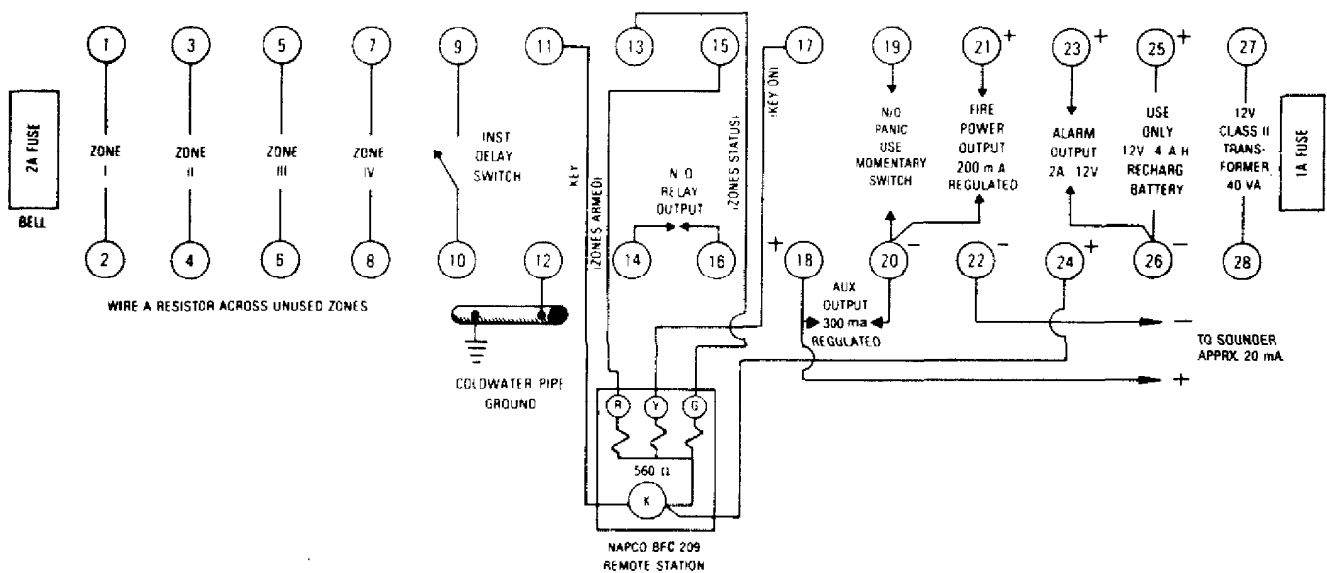 1 3 5 7 9 11 13 15 17 19 21 + 23 + 25 + 27
2A FUSE
BELL
ZONE
I
ZONE
II
ZONE
III
ZONE
IV
INST
DELAY
SWITCH
KEY
(ZONES ARMED)
N O
RELAY
OUTPUT
(ZONES STATUS)
(KEY ON)
N/O
PANIC
USE
MOMENTARY
SWITCH
FIRE
POWER
OUTPUT
200 mA
REGULATED
ALARM
OUTPUT
2A 12V
USE
ONLY
12V 4 A H
RECHARG
BATTERY
12V
CLASS II
TRANS-
FORMER
40 VA
1A FUSE
2 4 6 8 10 12 14 16 + 18 20 − 22 − 24 + 26 − 28
WIRE A RESISTOR ACROSS UNUSED ZONES
COLDWATER PIPE
GROUND
AUX
OUTPUT
300 ma
REGULATED
−
TO SOUNDER
APPRX. 20 mA.
+
R Y G
560 Ω
K
NAPCO BFC 209
REMOTE STATION